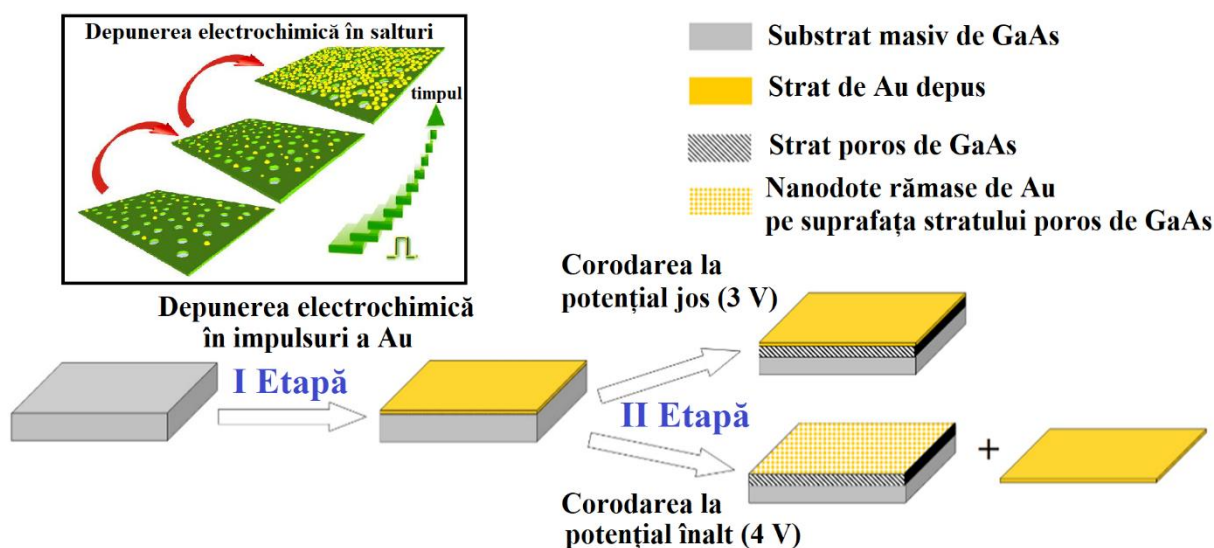 Depunerea electrochimică în salturi
timpul
Substrat masiv de GaAs
Strat de Au depus
Strat poros de GaAs
Nanodote rămase de Au
pe suprafața stratului poros de GaAs
Depunerea electrochimică
în impulsuri a Au
I Etapă
Corodarea la
potențial jos (3 V)
II Etapă
+
Corodarea la
potențial înalt (4 V)